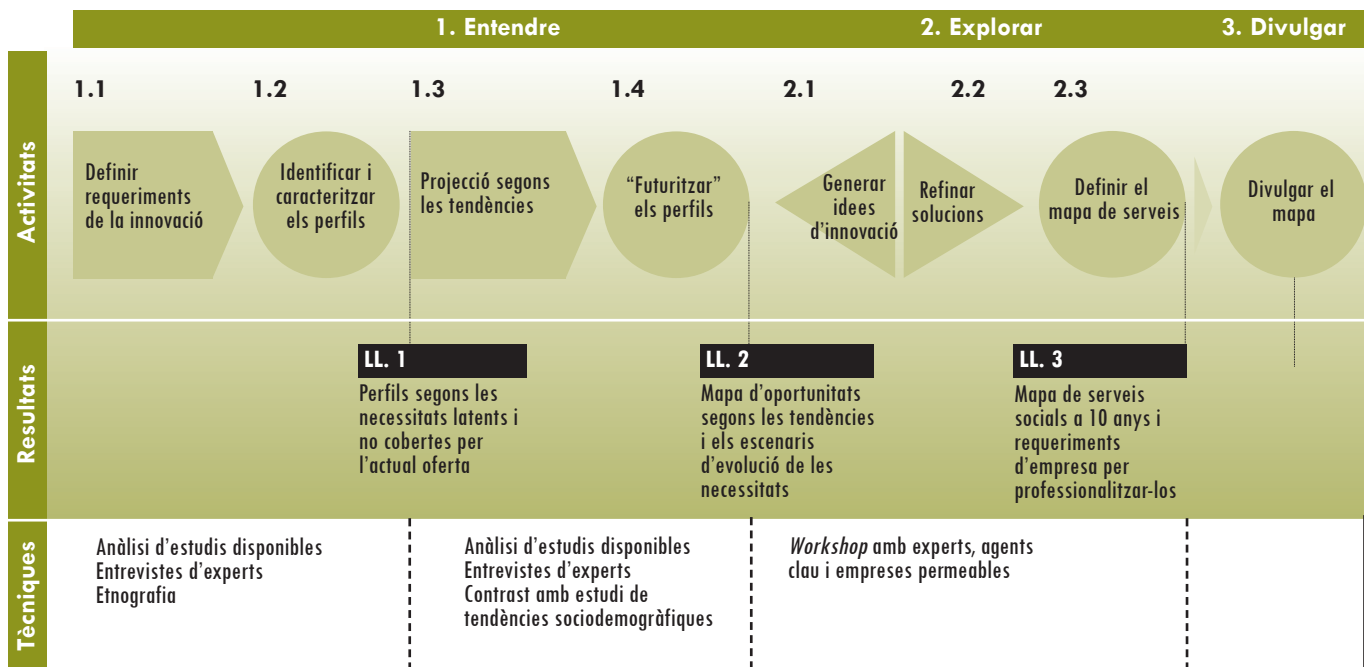 1. Entendre
2. Explorar
3. Divulgar
Activitats
1.1
1.2
1.3
1.4
2.1
2.2
2.3
Definir
requeriments
de la innovació
Identificar i
caracteritzar
els perfils
Projecció segons
les tendències
“Futuritzar”
els perfils
Generar
idees
d’innovació
Refinar
solucions
Definir el
mapa de serveis
Divulgar el
mapa
Resultats
LL. 1
Perfils segons les
necessitats latents i
no cobertes per
l’actual oferta
LL. 2
Mapa d’oportunitats
segons les tendències
i els escenaris
d’evolució de les
necessitats
LL. 3
Mapa de serveis
socials a 10 anys i
requeriments
d’empresa per
professionalitzar-los
Tècniques
Anàlisi d’estudis disponibles
Entrevistes d’experts
Etnografia
Anàlisi d’estudis disponibles
Entrevistes d’experts
Contrast amb estudi de
tendències sociodemogràfiques
Workshop amb experts, agents
clau i empreses permeables